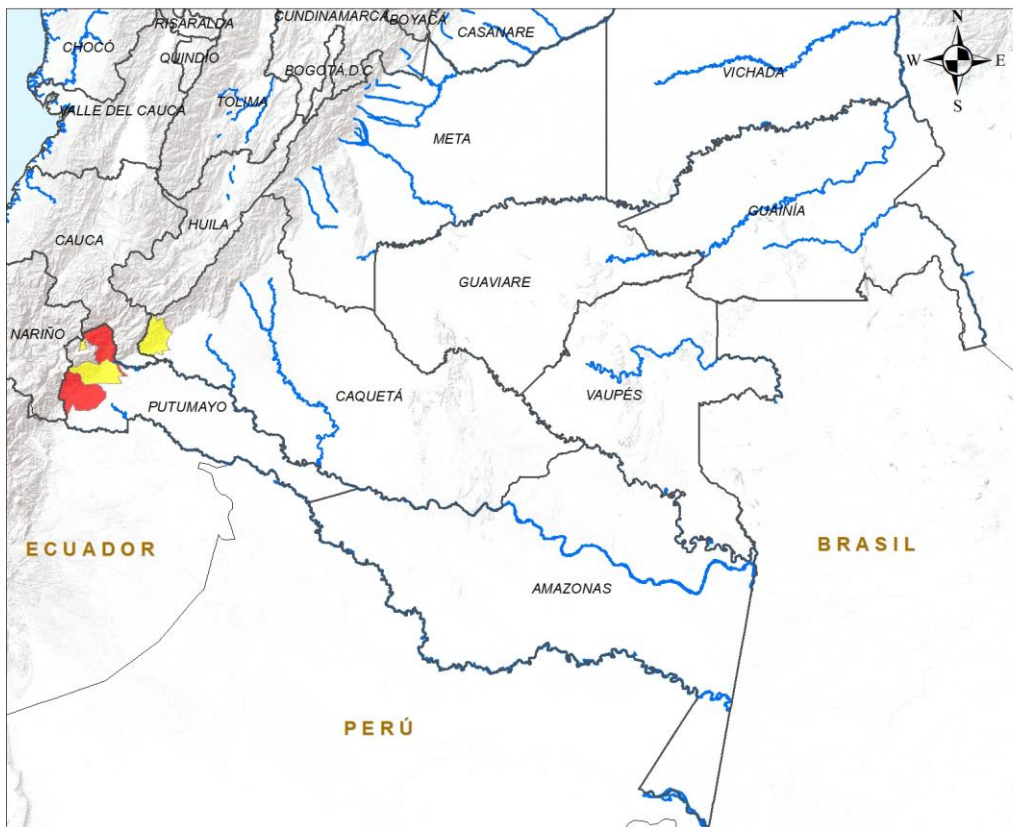 CUNDINAMARCA
BOYACÁ
RISARALDA
CASANARE
N
CHOCÓ
QUINDÍO
BOGOTÁ, D.C
VICHADA
W
E
TOLIMA
VALLE DEL CAUCA
S
META
GUAINÍA
HUILA
CAUCA
GUAVIARE
NARIÑO
CAQUETÁ
VAUPÉS
PUTUMAYO
ECUADOR
BRASIL
AMAZONAS
PERÚ